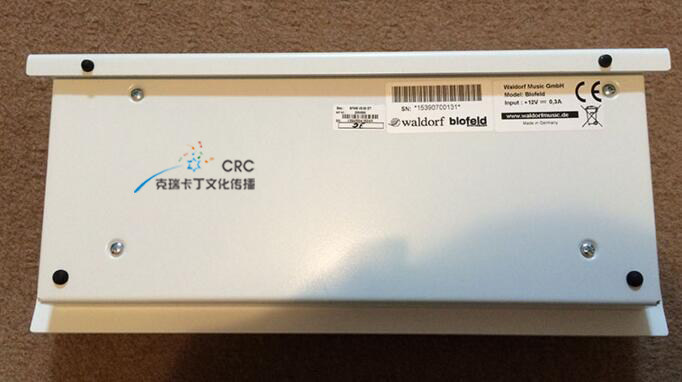 CRC
克瑞卡丁文化传播
SN: *15390700131*
waldorf blofeld
Waldorf Music GmbH
Model: Blofeld
Input : +12V 0,3A
www.waldorfmusic.de
Made in Germany
CE